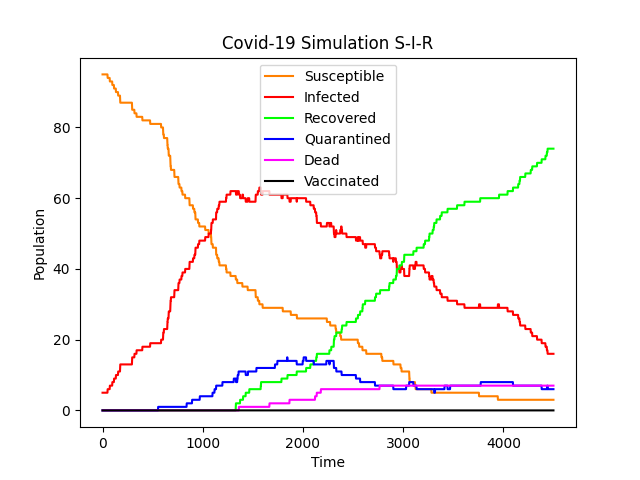 Covid-19 Simulation S-I-R
Susceptible
Infected
Recovered
Quarantined
Dead
Vaccinated
Population
80
60
40
20
0
0 1000 2000 3000 4000
Time